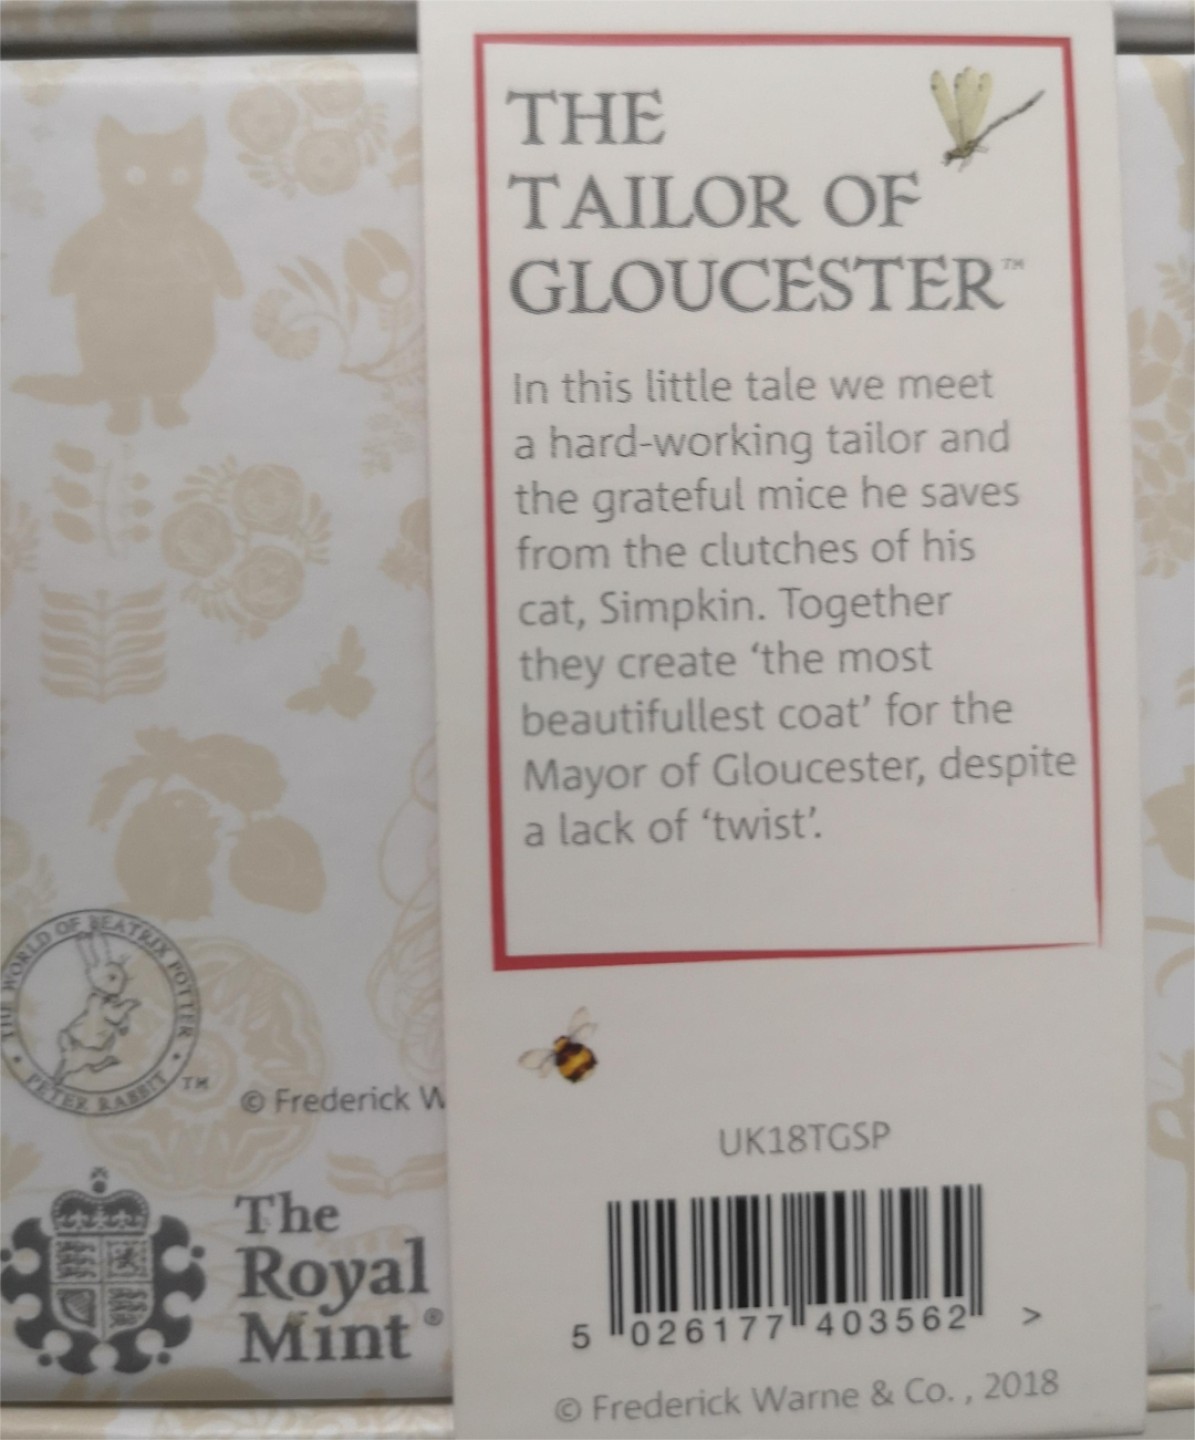 THE
TAILOR OF
GLOUCESTER™
In this little tale we meet
a hard-working tailor and
the grateful mice he saves
from the clutches of his
cat, Simpkin. Together
they create ‘the most
beautifullest coat’ for the
Mayor of Gloucester, despite
a lack of ‘twist’.
THE WORLD OF BEATRIX POTTER
• PETER RABBIT • ™
© Frederick W
The
Royal
Mint®
UK18TGSP
5 026177 403562 >
© Frederick Warne & Co. , 2018